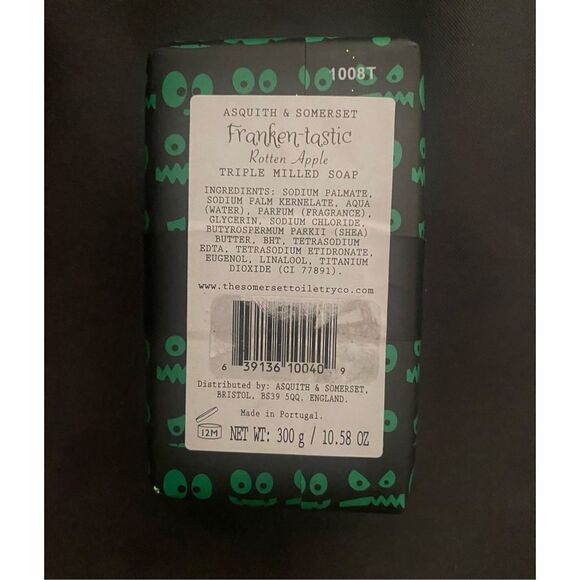 1008T
ASQUITH & SOMERSET
Franken-tastic
Rotten Apple
TRIPLE MILLED SOAP
INGREDIENTS: SODIUM PALMATE,
SODIUM PALM KERNELATE, AQUA
(WATER), PARFUM (FRAGRANCE),
GLYCERIN, SODIUM CHLORIDE,
BUTYROSPERMUM PARKII (SHEA)
BUTTER, BHT, TETRASODIUM
EDTA, TETRASODIUM ETIDRONATE,
EUGENOL, LINALOOL, TITANIUM
DIOXIDE (CI 77891).
www.thesomersettoiletryco.com
6 39136 10040 9
Distributed by: ASQUITH & SOMERSET,
BRISTOL, BS39 5QQ. ENGLAND.
Made in Portugal.
12M NET WT: 300 g / 10.58 OZ